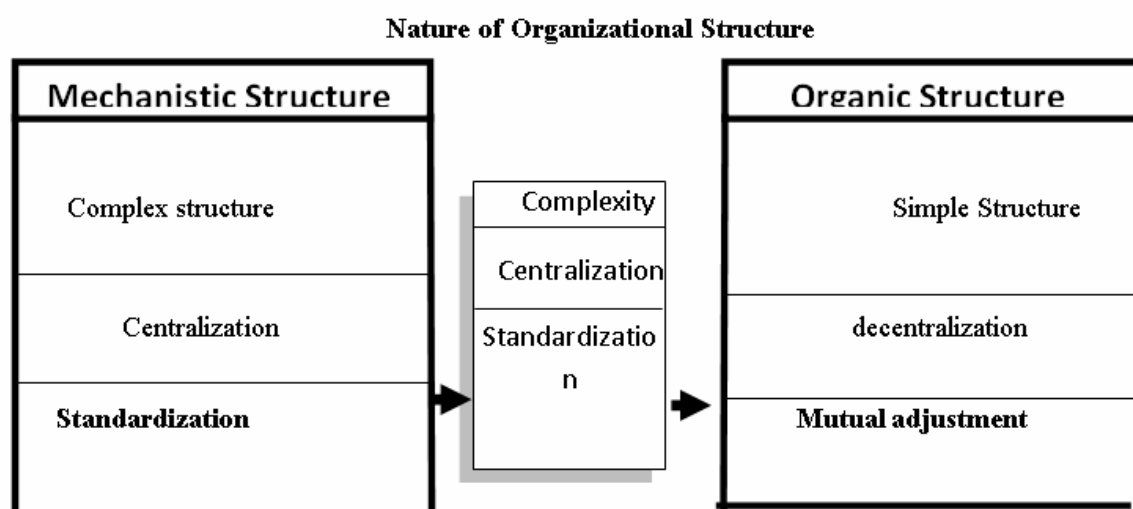 Nature of Organizational Structure
Mechanistic Structure
Complex structure
Centralization
Standardization
Complexity
Centralization
Standardizatio
n
Organic Structure
Simple Structure
decentralization
Mutual adjustment